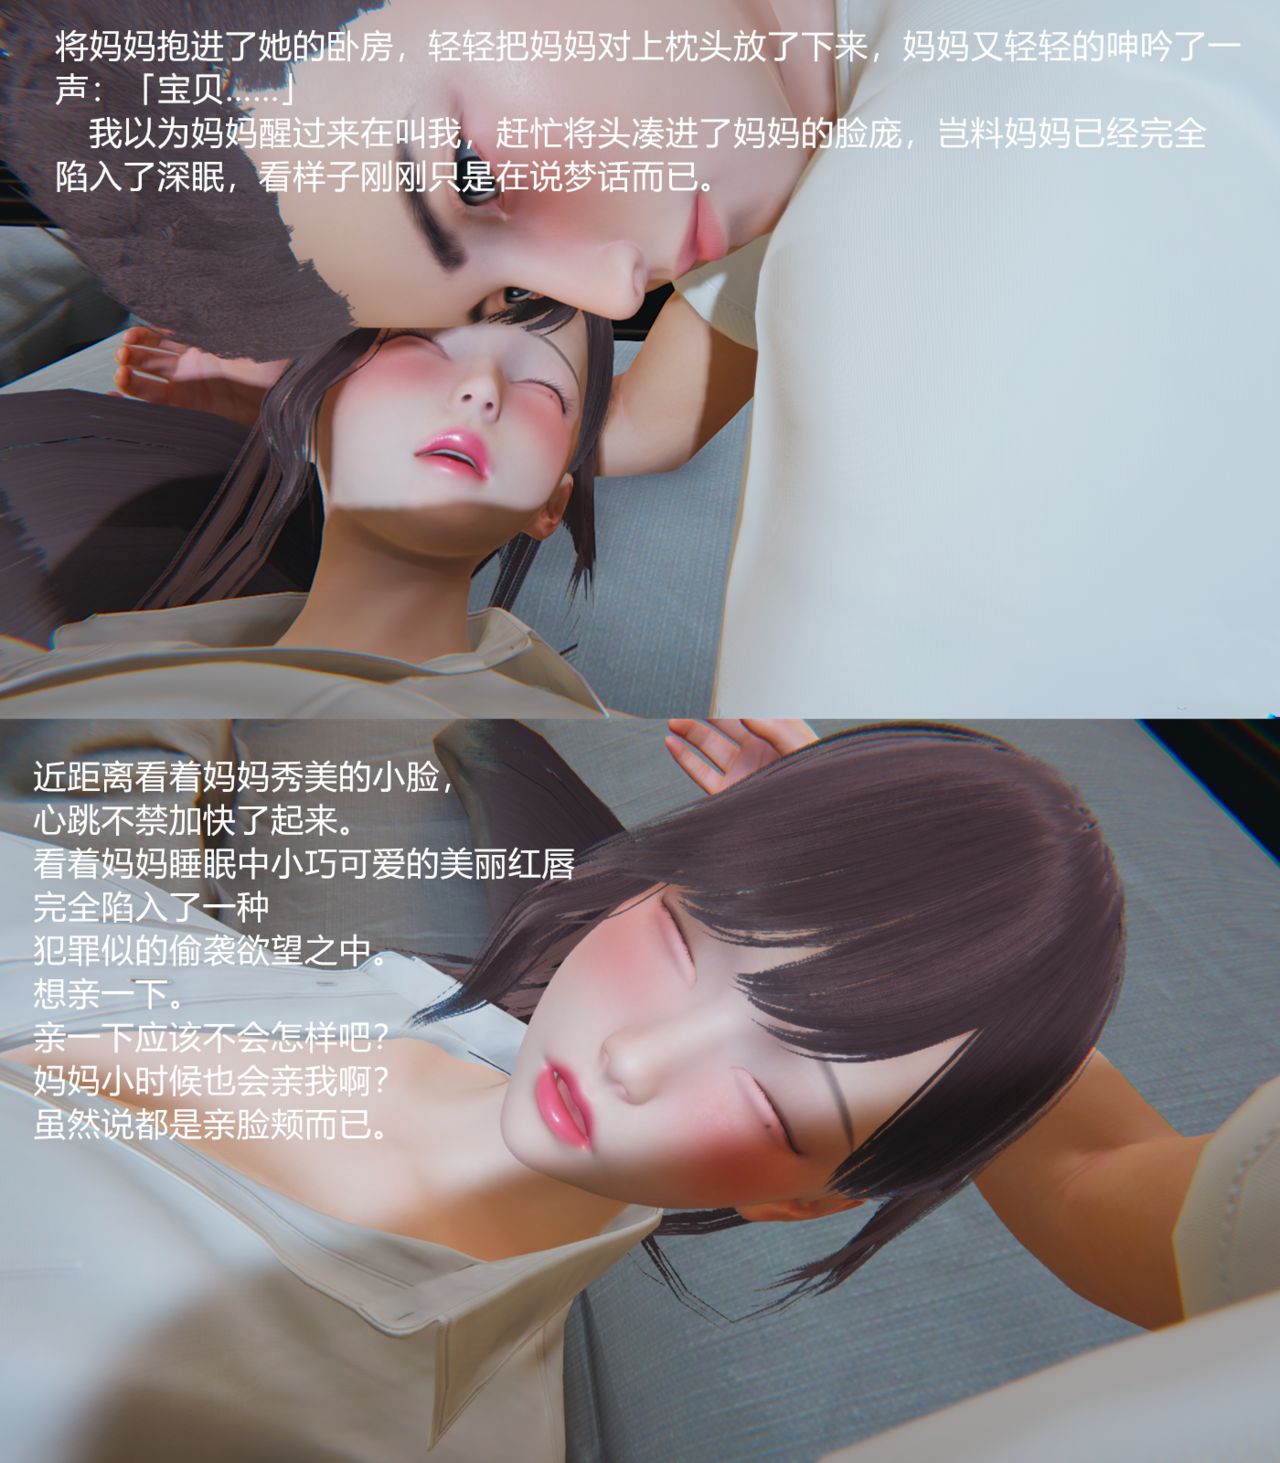 将妈妈抱进了她的卧房，轻轻把妈妈对上枕头放了下来，妈妈又轻轻的呻吟了一
声：「宝贝……」
我以为妈妈醒过来在叫我，赶忙将头凑进了妈妈的脸庞，岂料妈妈已经完全
陷入了深眠，看样子刚刚只是在说梦话而已。
近距离看着妈妈秀美的小脸，
心跳不禁加快了起来。
看着妈妈睡眠中小巧可爱的美丽红唇
完全陷入了一种
犯罪似的偷袭欲望之中。
想亲一下。
亲一下应该不会怎样吧？
妈妈小时候也会亲我啊？
虽然说都是亲脸颊而已。